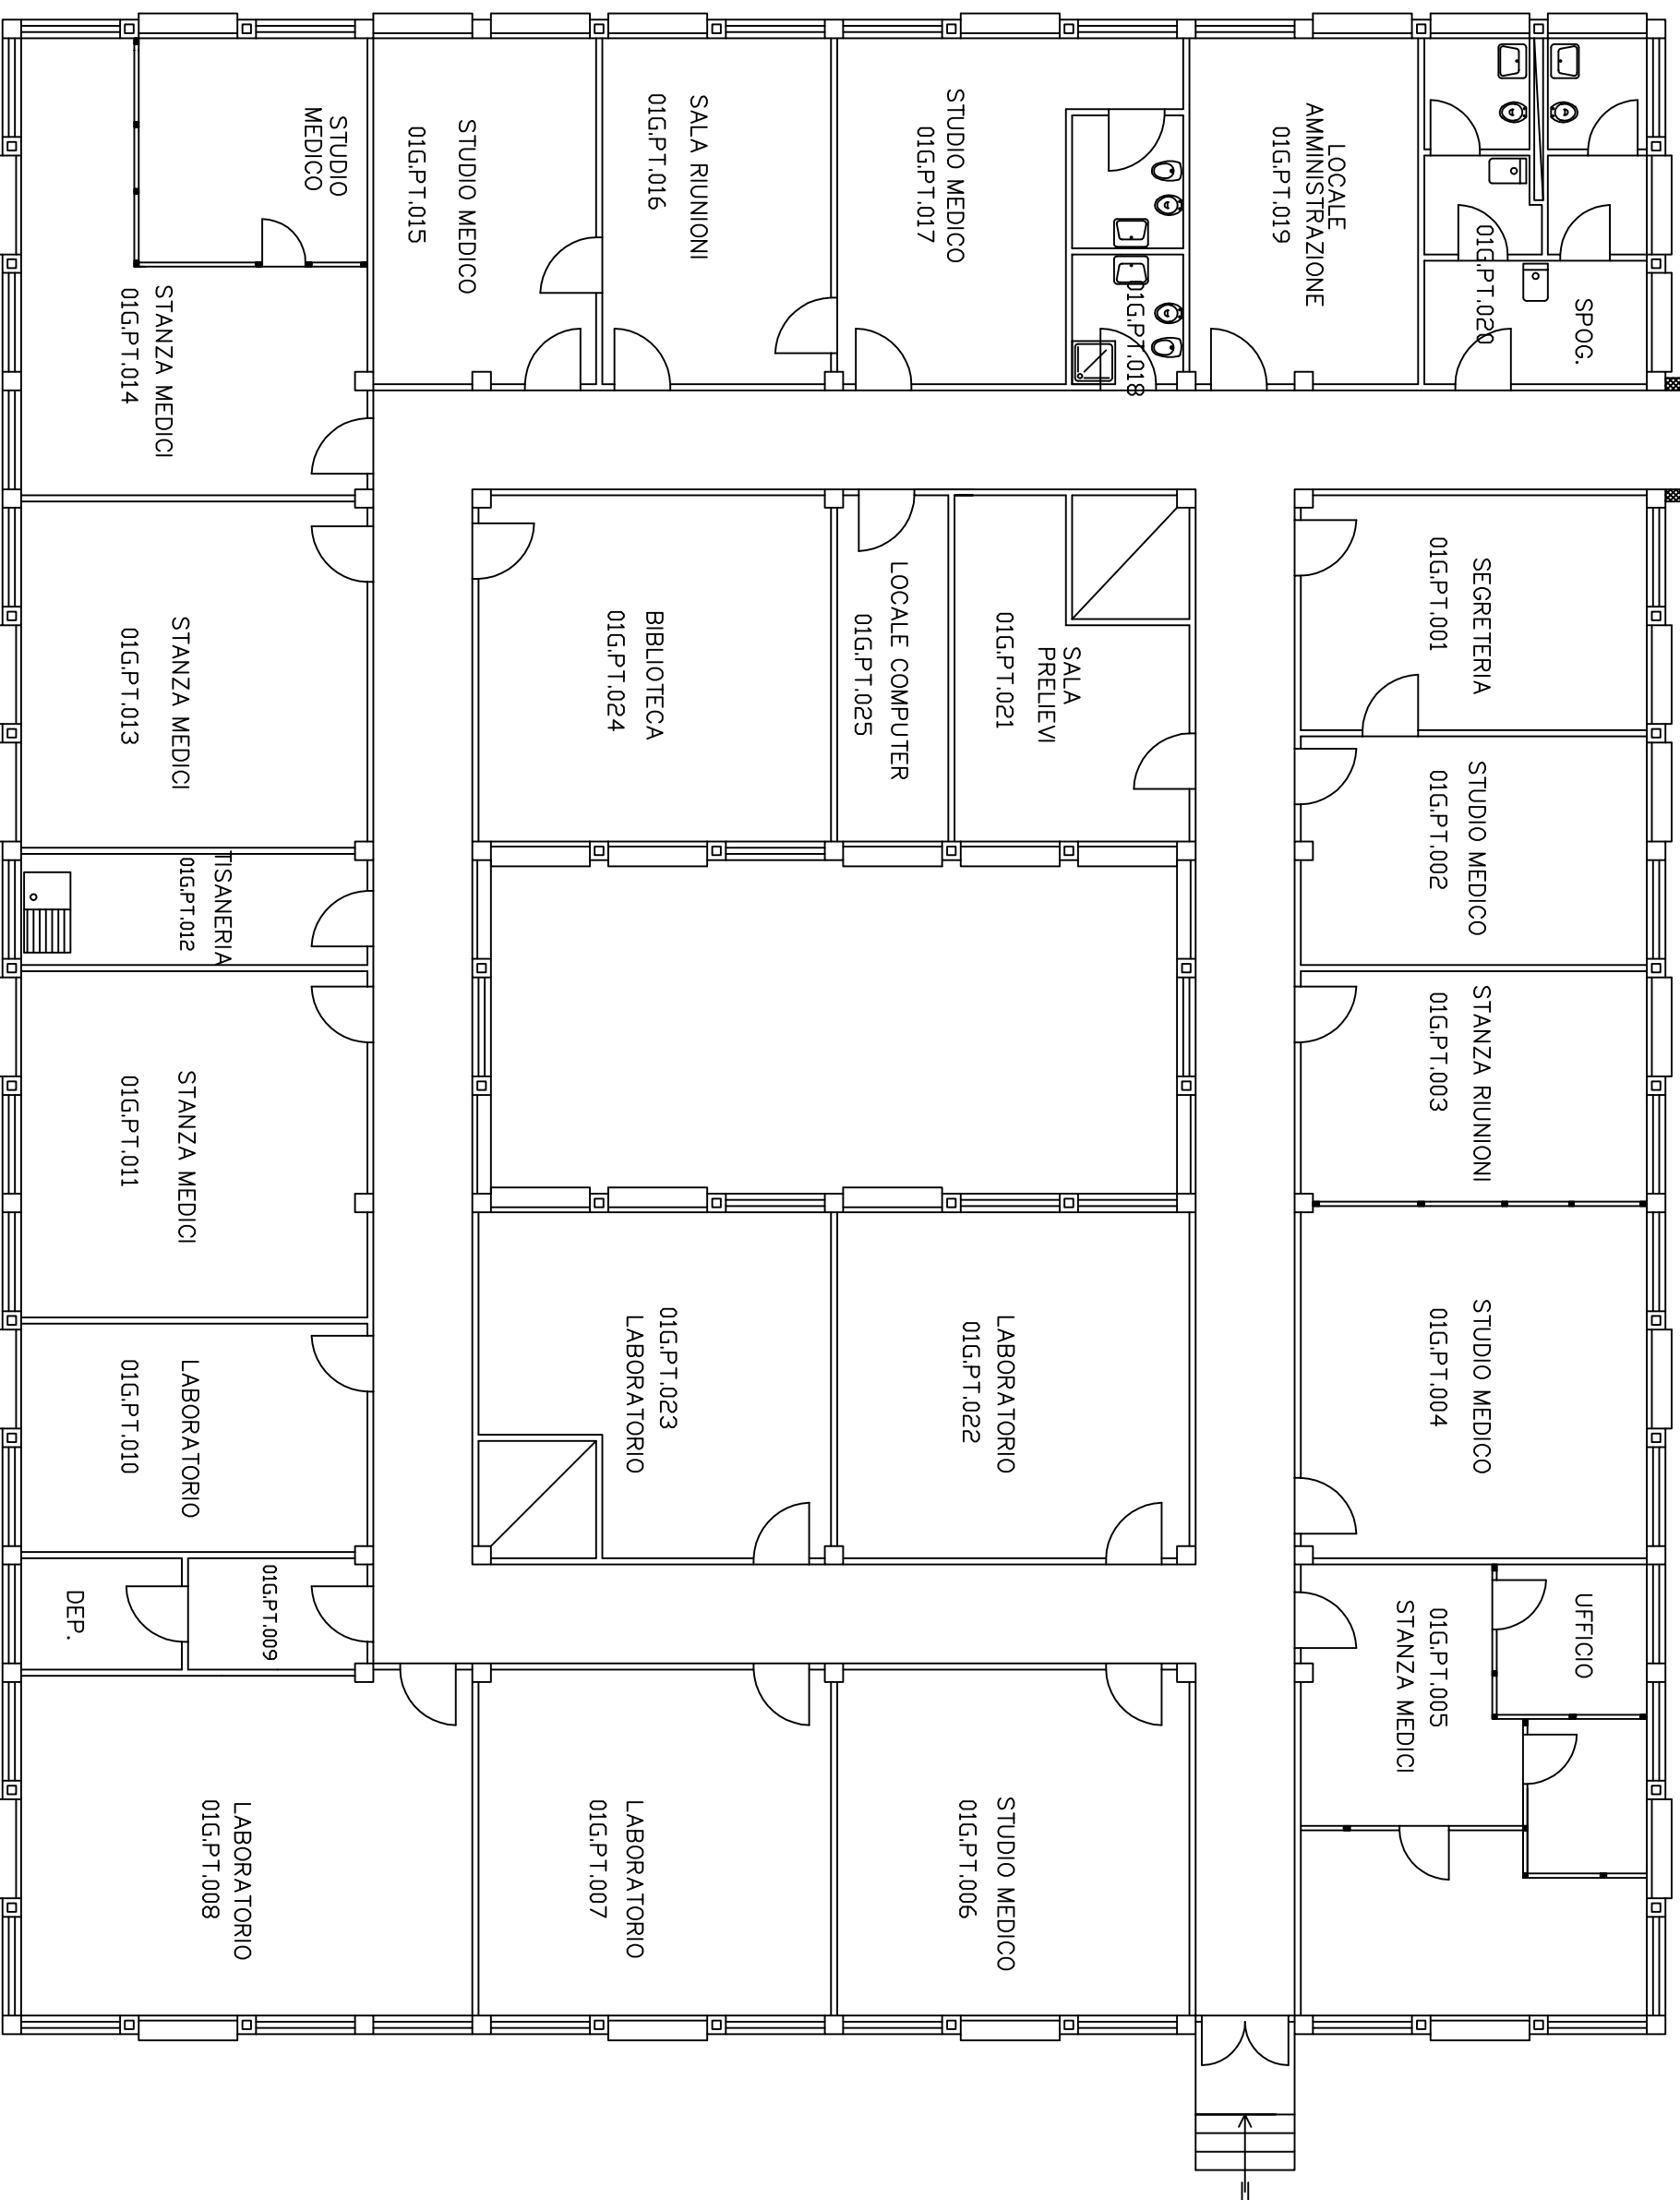 STUDIO
MEDICO
STUDIO MEDICO
01G.PT.015
SALA RIUNIONI
01G.PT.016
STUDIO MEDICO
01G.PT.017
01G.PT.018
LOCALE
AMMINISTRAZIONE
01G.PT.019
01G.PT.020
SPOG.
STANZA MEDICI
01G.PT.014
STANZA MEDICI
01G.PT.013
BIBLIOTECA
01G.PT.024
LOCALE COMPUTER
01G.PT.025
SALA
PRELIEVI
01G.PT.021
SEGRETERIA
01G.PT.001
STUDIO MEDICO
01G.PT.002
TISANERIA
01G.PT.012
STANZA RIUNIONI
01G.PT.003
STANZA MEDICI
01G.PT.011
STUDIO MEDICO
01G.PT.004
LABORATORIO
01G.PT.010
01G.PT.023
LABORATORIO
LABORATORIO
01G.PT.022
01G.PT.009
DEP.
UFFICIO
01G.PT.005
STANZA MEDICI
LABORATORIO
01G.PT.008
LABORATORIO
01G.PT.007
STUDIO MEDICO
01G.PT.006